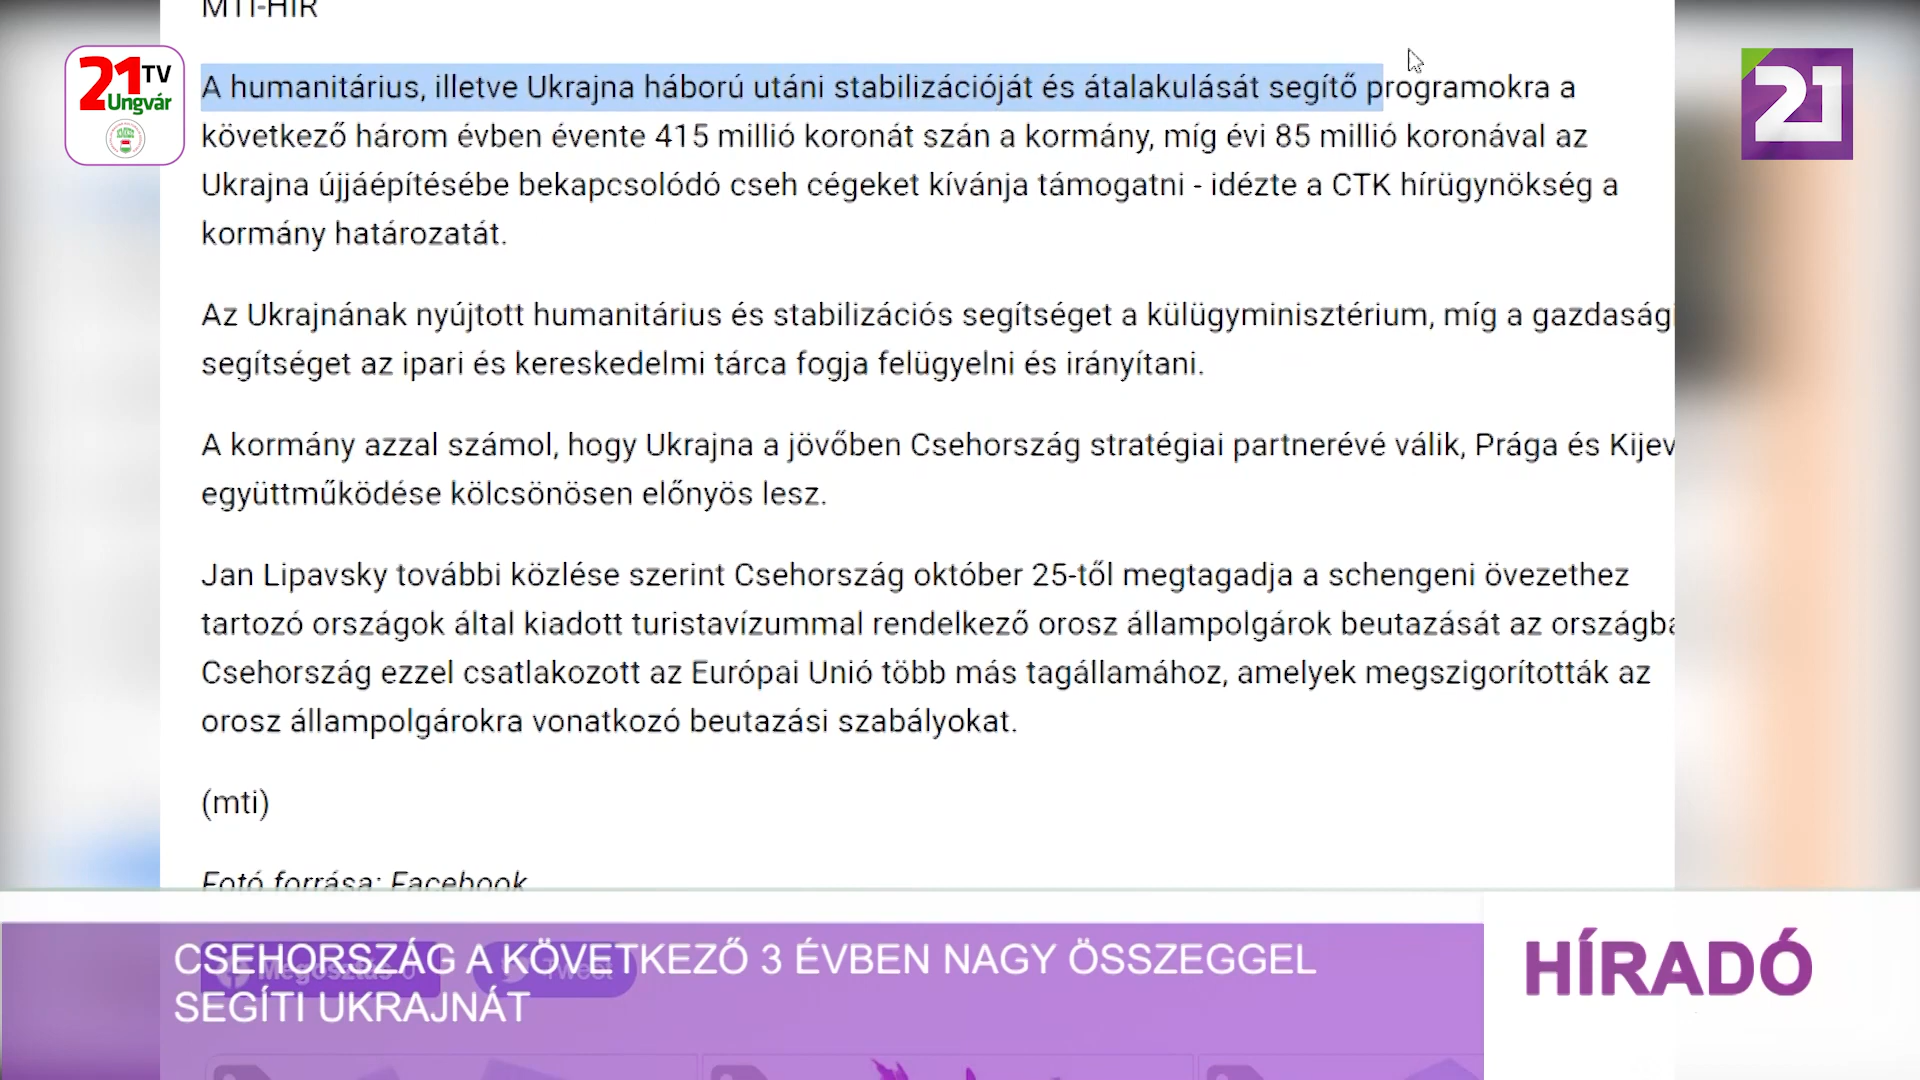 MTI-HÍR
21 TV
Ungvár
21
A humanitárius, illetve Ukrajna háború utáni stabilizációját és átalakulását segítő programokra a
következő három évben évente 415 millió koronát szán a kormány, míg évi 85 millió koronával az
Ukrajna újjáépítésébe bekapcsolódó cseh cégeket kívánja támogatni - idézte a CTK hírügynökség a
kormány határozatát.
Az Ukrajnának nyújtott humanitárius és stabilizációs segítséget a külügyminisztérium, míg a gazdasági
segítséget az ipari és kereskedelmi tárca fogja felügyelni és irányítani.
A kormány azzal számol, hogy Ukrajna a jövőben Csehország stratégiai partnerévé válik, Prága és Kijev
együttműködése kölcsönösen előnyös lesz.
Jan Lipavsky további közlése szerint Csehország október 25-től megtagadja a schengeni övezethez
tartozó országok által kiadott turistavízummal rendelkező orosz állampolgárok beutazását az országba
Csehország ezzel csatlakozott az Európai Unió több más tagállamához, amelyek megszigorították az
orosz állampolgárokra vonatkozó beutazási szabályokat.
(mti)
Fotó forrása: Facebook
CSEHORSZÁG A KÖVETKEZŐ 3 ÉVBEN NAGY ÖSSZEGGEL
SEGÍTI UKRAJNÁT
Megosztás 0
Tweet
HÍRADÓ